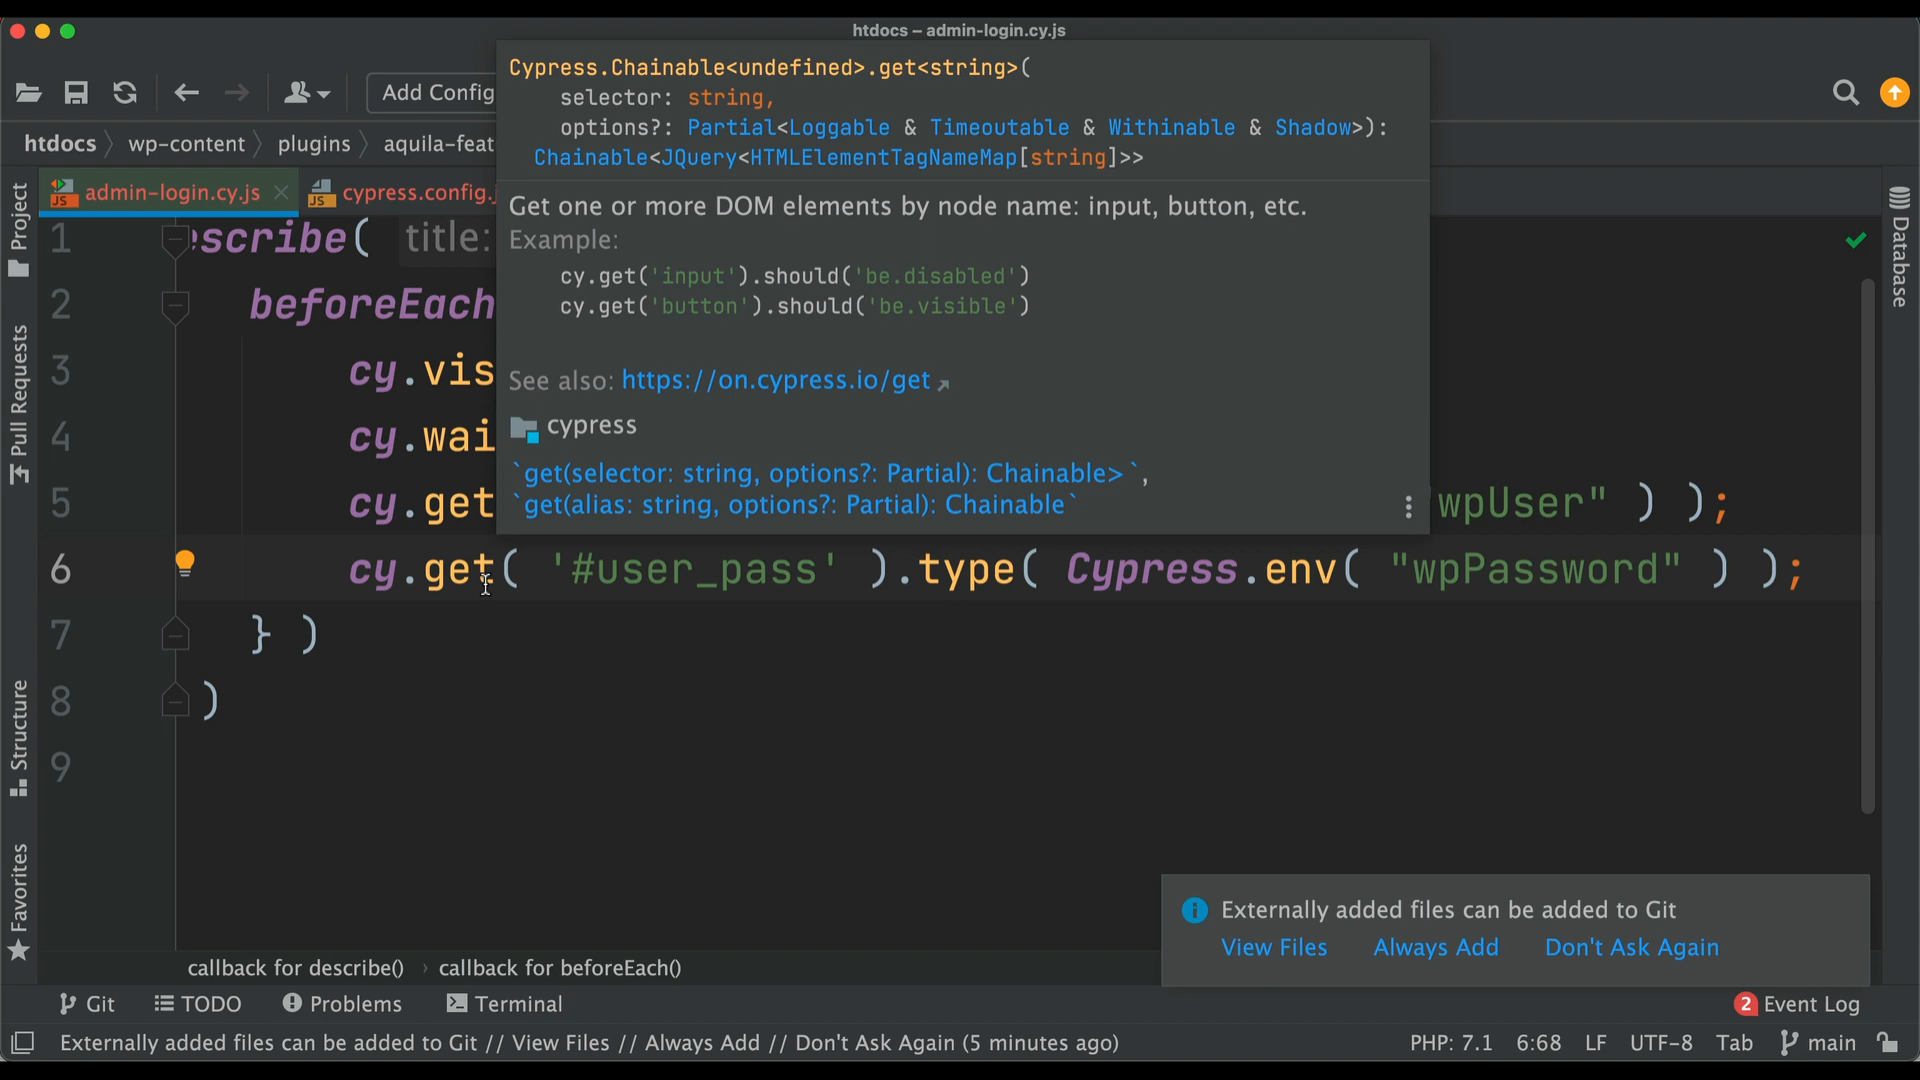 htdocs – admin-login.cy.js
Add Config
htdocs wp-content plugins aquila-feat
admin-login.cy.js cypress.config.j
Cypress.Chainable<undefined>.get<string>(
selector: string,
options?: Partial<Loggable & Timeoutable & Withinable & Shadow>):
Chainable<JQuery<HTMLElementTagNameMap[string]>>
Get one or more DOM elements by node name: input, button, etc.
Example:
cy.get('input').should('be.disabled')
cy.get('button').should('be.visible')
See also: https://on.cypress.io/get
cypress
`get(selector: string, options?: Partial): Chainable>`,
`get(alias: string, options?: Partial): Chainable`
Project
Pull Requests
Structure
Favorites
Database
1 escribe( title:
2 beforeEach
3 cy.vis
4 cy.wai
5 cy.get "wpUser" ) );
6 cy.get( '#user_pass' ).type( Cypress.env( "wpPassword" ) );
7 } )
8 )
9
Externally added files can be added to Git
View Files Always Add Don't Ask Again
callback for describe() › callback for beforeEach()
Git TODO Problems Terminal 2 Event Log
Externally added files can be added to Git // View Files // Always Add // Don't Ask Again (5 minutes ago) PHP: 7.1 6:68 LF UTF-8 Tab main